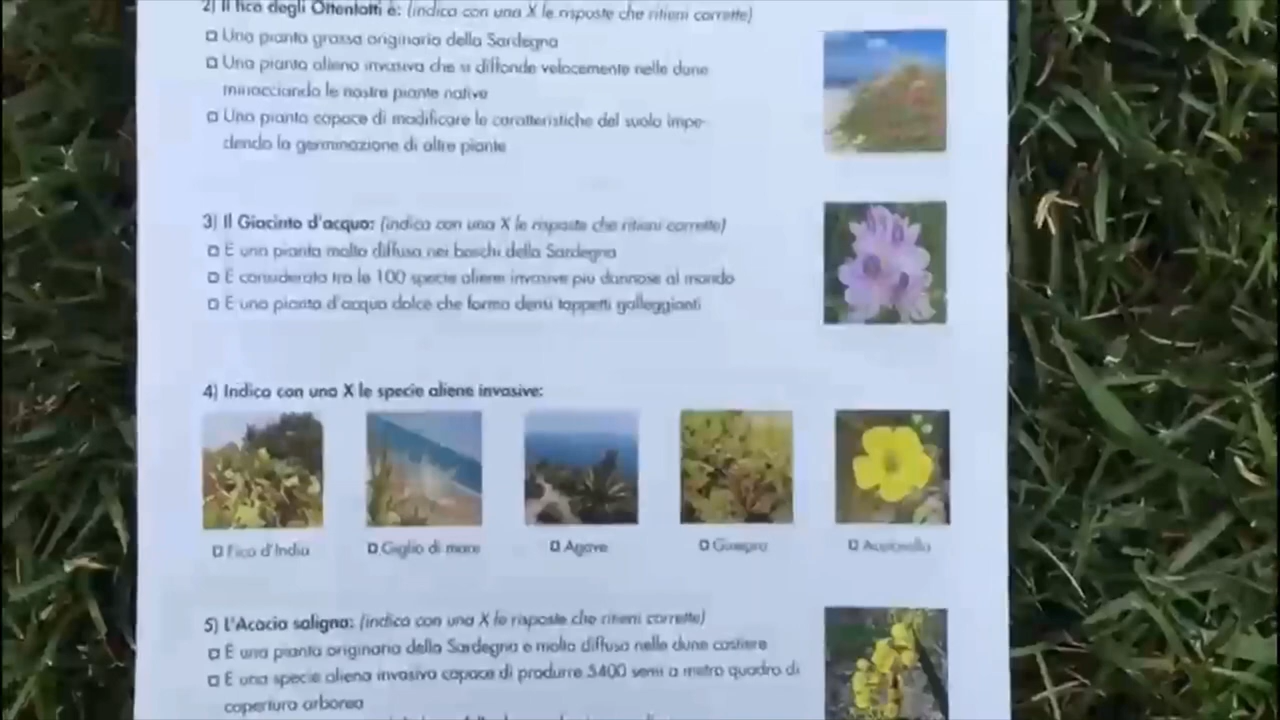 2) Il fico degli Ottentotti è: (indica con una X le risposte che ritieni corrette)
Una pianta grassa originaria della Sardegna
Una pianta aliena invasiva che si diffonde velocemente nelle dune
minacciando le nostre piante native
Una pianta capace di modificare le caratteristiche del suolo impe-
dendo la germinazione di altre piante
3) Il Giacinto d'acqua: (indica con una X le risposte che ritieni corrette)
È una pianta molto diffusa nei boschi della Sardegna
È considerata tra le 100 specie aliene invasive più dannose al mondo
È una pianta d'acqua dolce che forma densi tappetti galleggianti
4) Indica con una X le specie aliene invasive:
Fico d'India
Giglio di mare
Agave
Ginepro
Acetosella
5) L'Acacia saligna: (indica con una X le risposte che ritieni corrette)
È una pianta originaria della Sardegna e molto diffusa nelle dune costiere
È una specie aliena invasiva capace di produrre 5400 semi a metro quadro di
copertura arborea